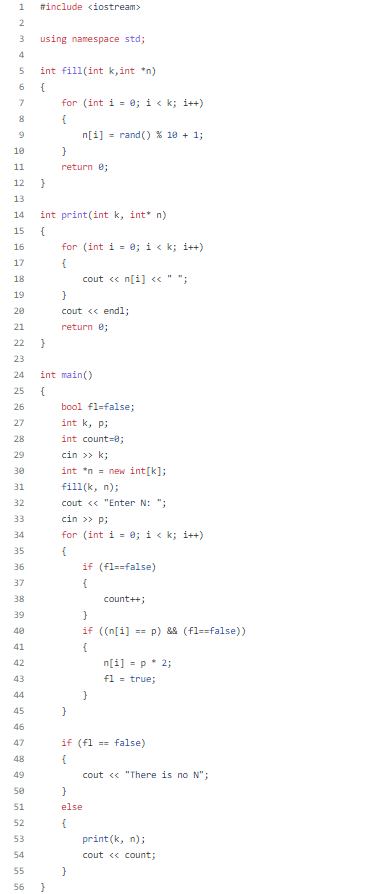 1 #include <iostream>
2
3 using namespace std;
4
5 int fill(int k,int *n)
6 {
7 for (int i = 0; i < k; i++)
8 {
9 n[i] = rand() % 10 + 1;
10 }
11 return 0;
12 }
13
14 int print(int k, int* n)
15 {
16 for (int i = 0; i < k; i++)
17 {
18 cout << n[i] << " ";
19 }
20 cout << endl;
21 return 0;
22 }
23
24 int main()
25 {
26 bool fl=false;
27 int k, p;
28 int count=0;
29 cin >> k;
30 int *n = new int[k];
31 fill(k, n);
32 cout << "Enter N: ";
33 cin >> p;
34 for (int i = 0; i < k; i++)
35 {
36 if (fl==false)
37 {
38 count++;
39 }
40 if ((n[i] == p) && (fl==false))
41 {
42 n[i] = p * 2;
43 fl = true;
44 }
45 }
46
47 if (fl == false)
48 {
49 cout << "There is no N";
50 }
51 else
52 {
53 print(k, n);
54 cout << count;
55 }
56 }